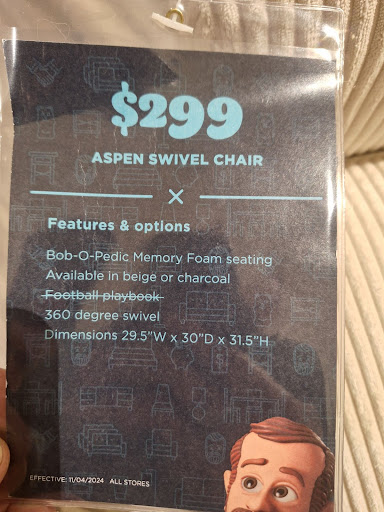 $299
ASPEN SWIVEL CHAIR
Features & options
Bob-O-Pedic Memory Foam seating
Available in beige or charcoal
Football playbook
360 degree swivel
Dimensions 29.5"W x 30"D x 31.5"H
EFFECTIVE: 11/04/2024 ALL STORES